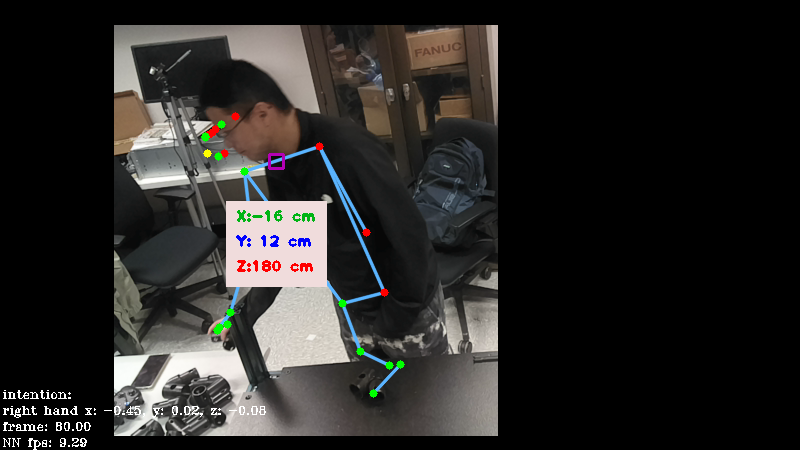 FANUC
X:-16 cm
Y: 12 cm
Z:180 cm
intention:
right hand x: -0.45, y: 0.02, z: -0.08
frame: 80.00
NN fps: 9.29